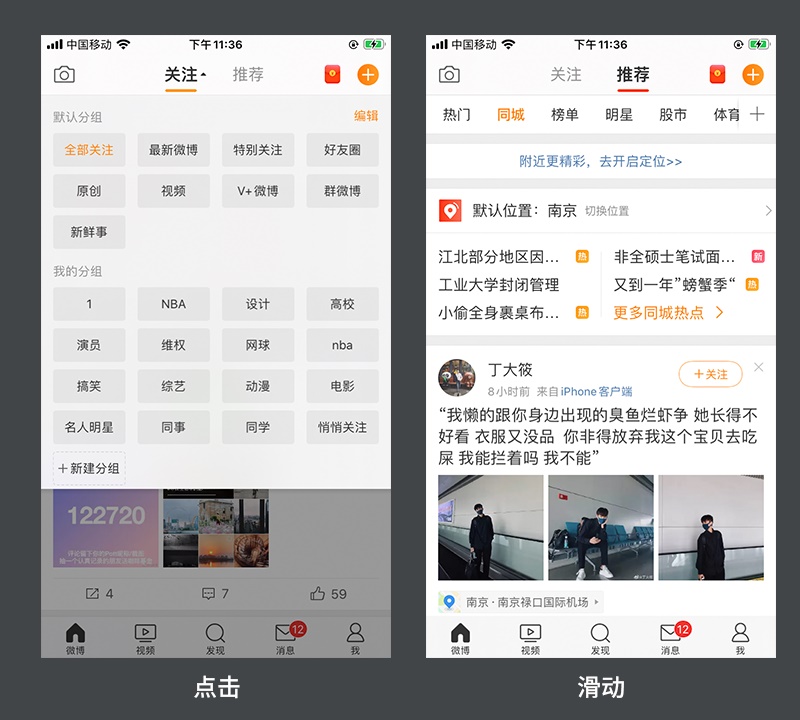 中国移动
下午11:36
关注
推荐
默认分组
编辑
全部关注
最新微博
特别关注
好友圈
原创
视频
V+微博
群微博
新鲜事
我的分组
1
NBA
设计
高校
演员
维权
网球
nba
搞笑
综艺
动漫
电影
名人明星
同事
同学
悄悄关注
+新建分组
122720
4
7
59
微博
视频
发现
12
消息
我
点击
中国移动
下午11:36
关注
推荐
热门
同城
榜单
明星
股市
体育
附近更精彩，去开启定位>>
默认位置：南京 切换位置
江北部分地区因... 热
非全硕士笔试面... 新
工业大学封闭管理
又到一年”螃蟹季“ 热
小偷全身裹桌布... 热
更多同城热点
丁大筱
+关注
8小时前 来自iPhone客户端
“我懒的跟你身边出现的臭鱼烂虾争 她长得不
好看 衣服又没品 你非得放弃我这个宝贝去吃
屎 我能拦着吗 我不能”
南京·南京禄口国际机场
微博
视频
发现
12
消息
我
滑动